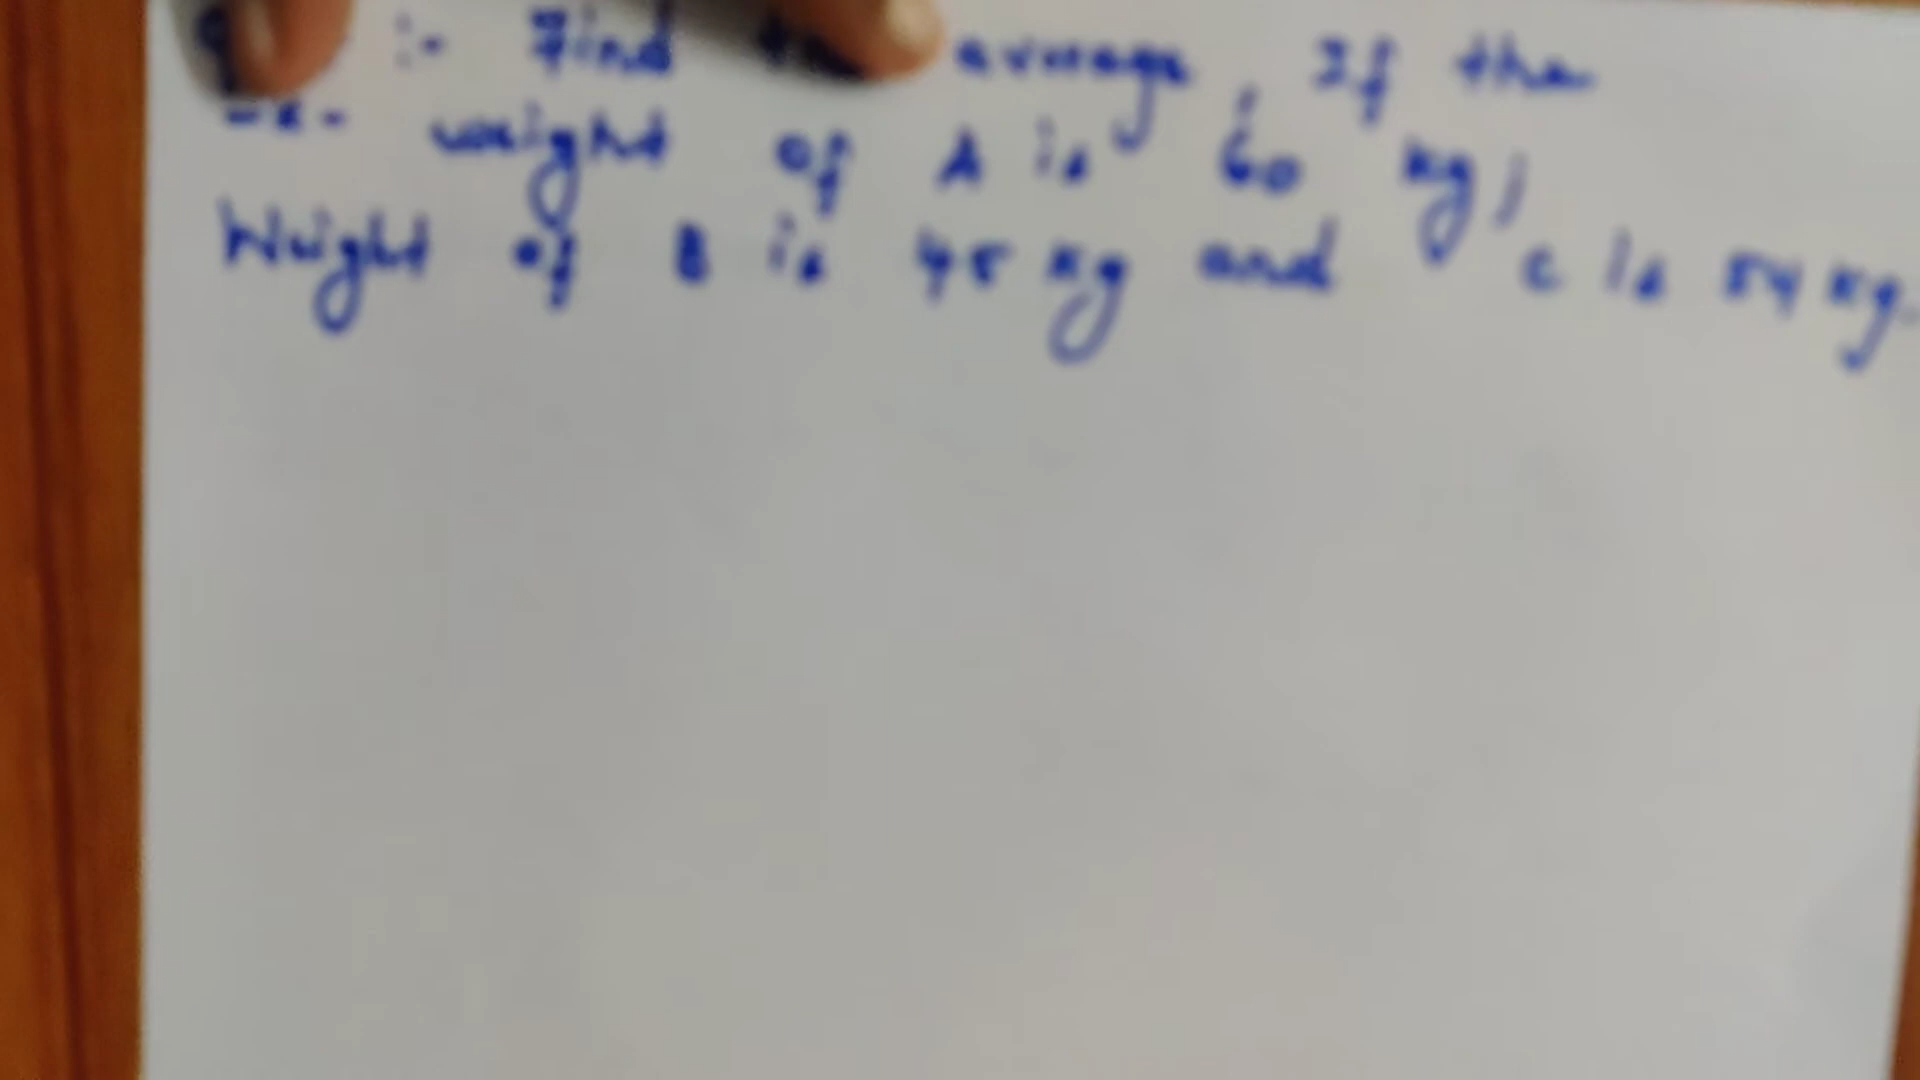 :- Find average, If the
weight of A is 60 kg,
Weight of B is 45 kg and C is 54 kg.